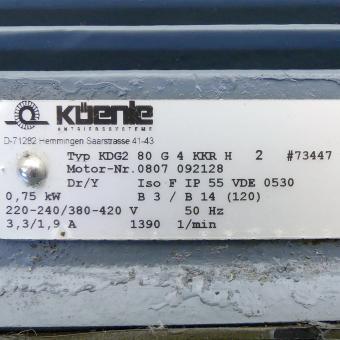 Küenle
ANTRIEBSSYSTEME
D-71282 Hemmingen Saarstrasse 41-43
Typ KDG2 80 G 4 KKR H 2 #73447
Motor-Nr.0807 092128
Dr/Y Iso F IP 55 VDE 0530
0,75 kW B 3 / B 14 (120)
220-240/380-420 V 50 Hz
3,3/1,9 A 1390 1/min